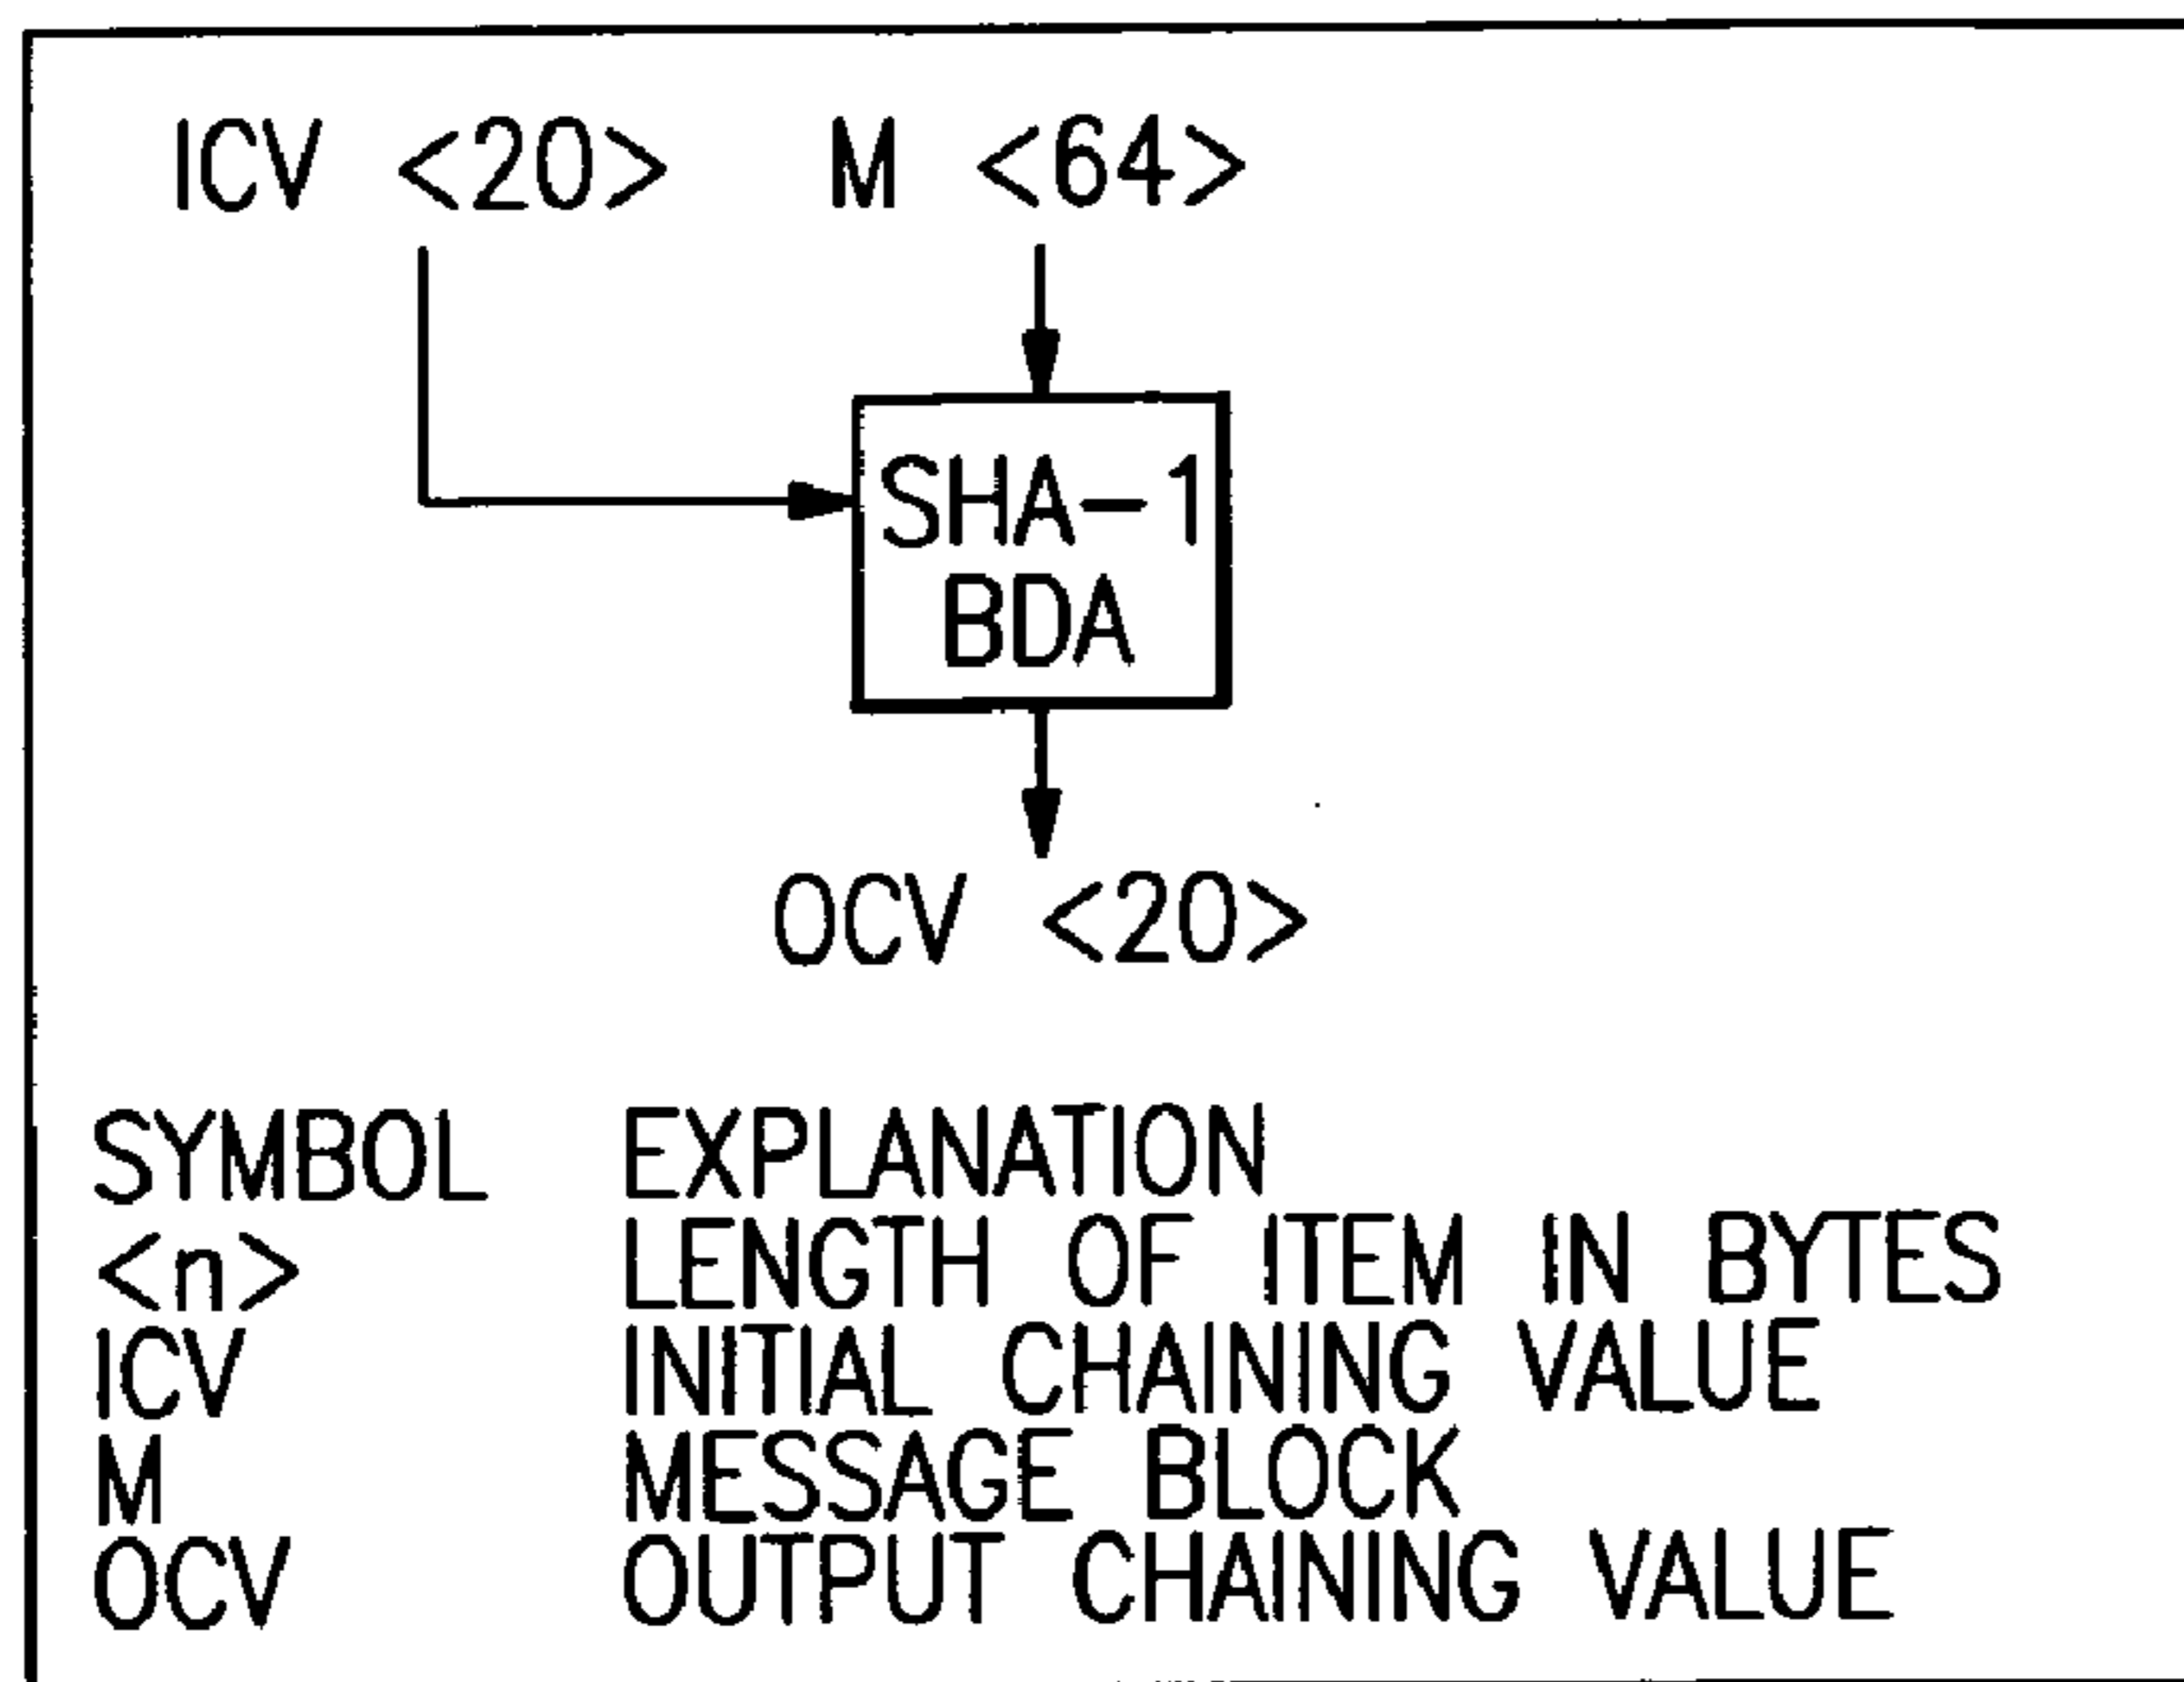 ICV <20> M <64>
SHA-1
BDA
OCV <20>
SYMBOL EXPLANATION
<n> LENGTH OF ITEM IN BYTES
ICV INITIAL CHAINING VALUE
M MESSAGE BLOCK
OCV OUTPUT CHAINING VALUE